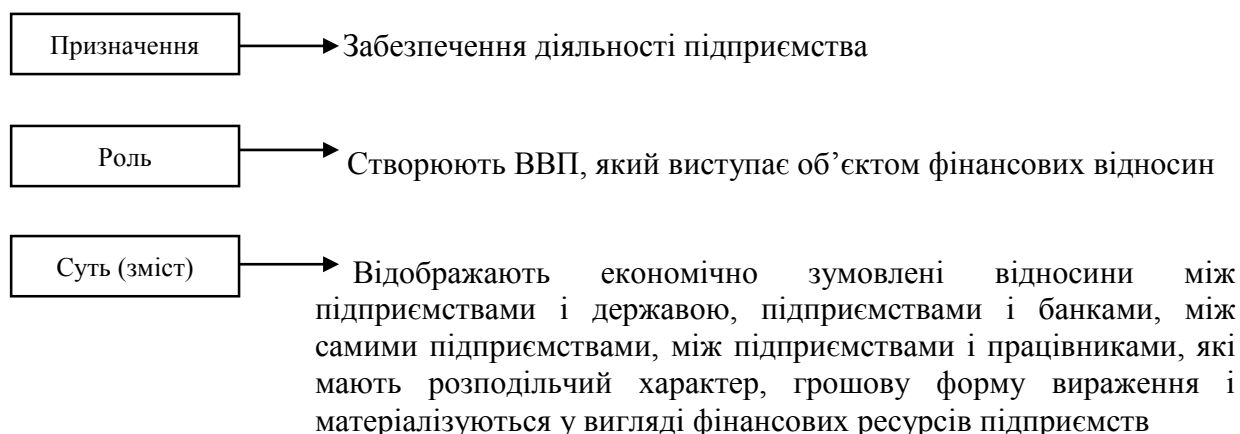 Призначення
Забезпечення діяльності підприємства
Роль
Створюють ВВП, який виступає об’єктом фінансових відносин
Суть (зміст)
Відображають економічно зумовлені відносини між
підприємствами і державою, підприємствами і банками, між
самими підприємствами, між підприємствами і працівниками, які
мають розподільчий характер, грошову форму вираження і
матеріалізуються у вигляді фінансових ресурсів підприємств